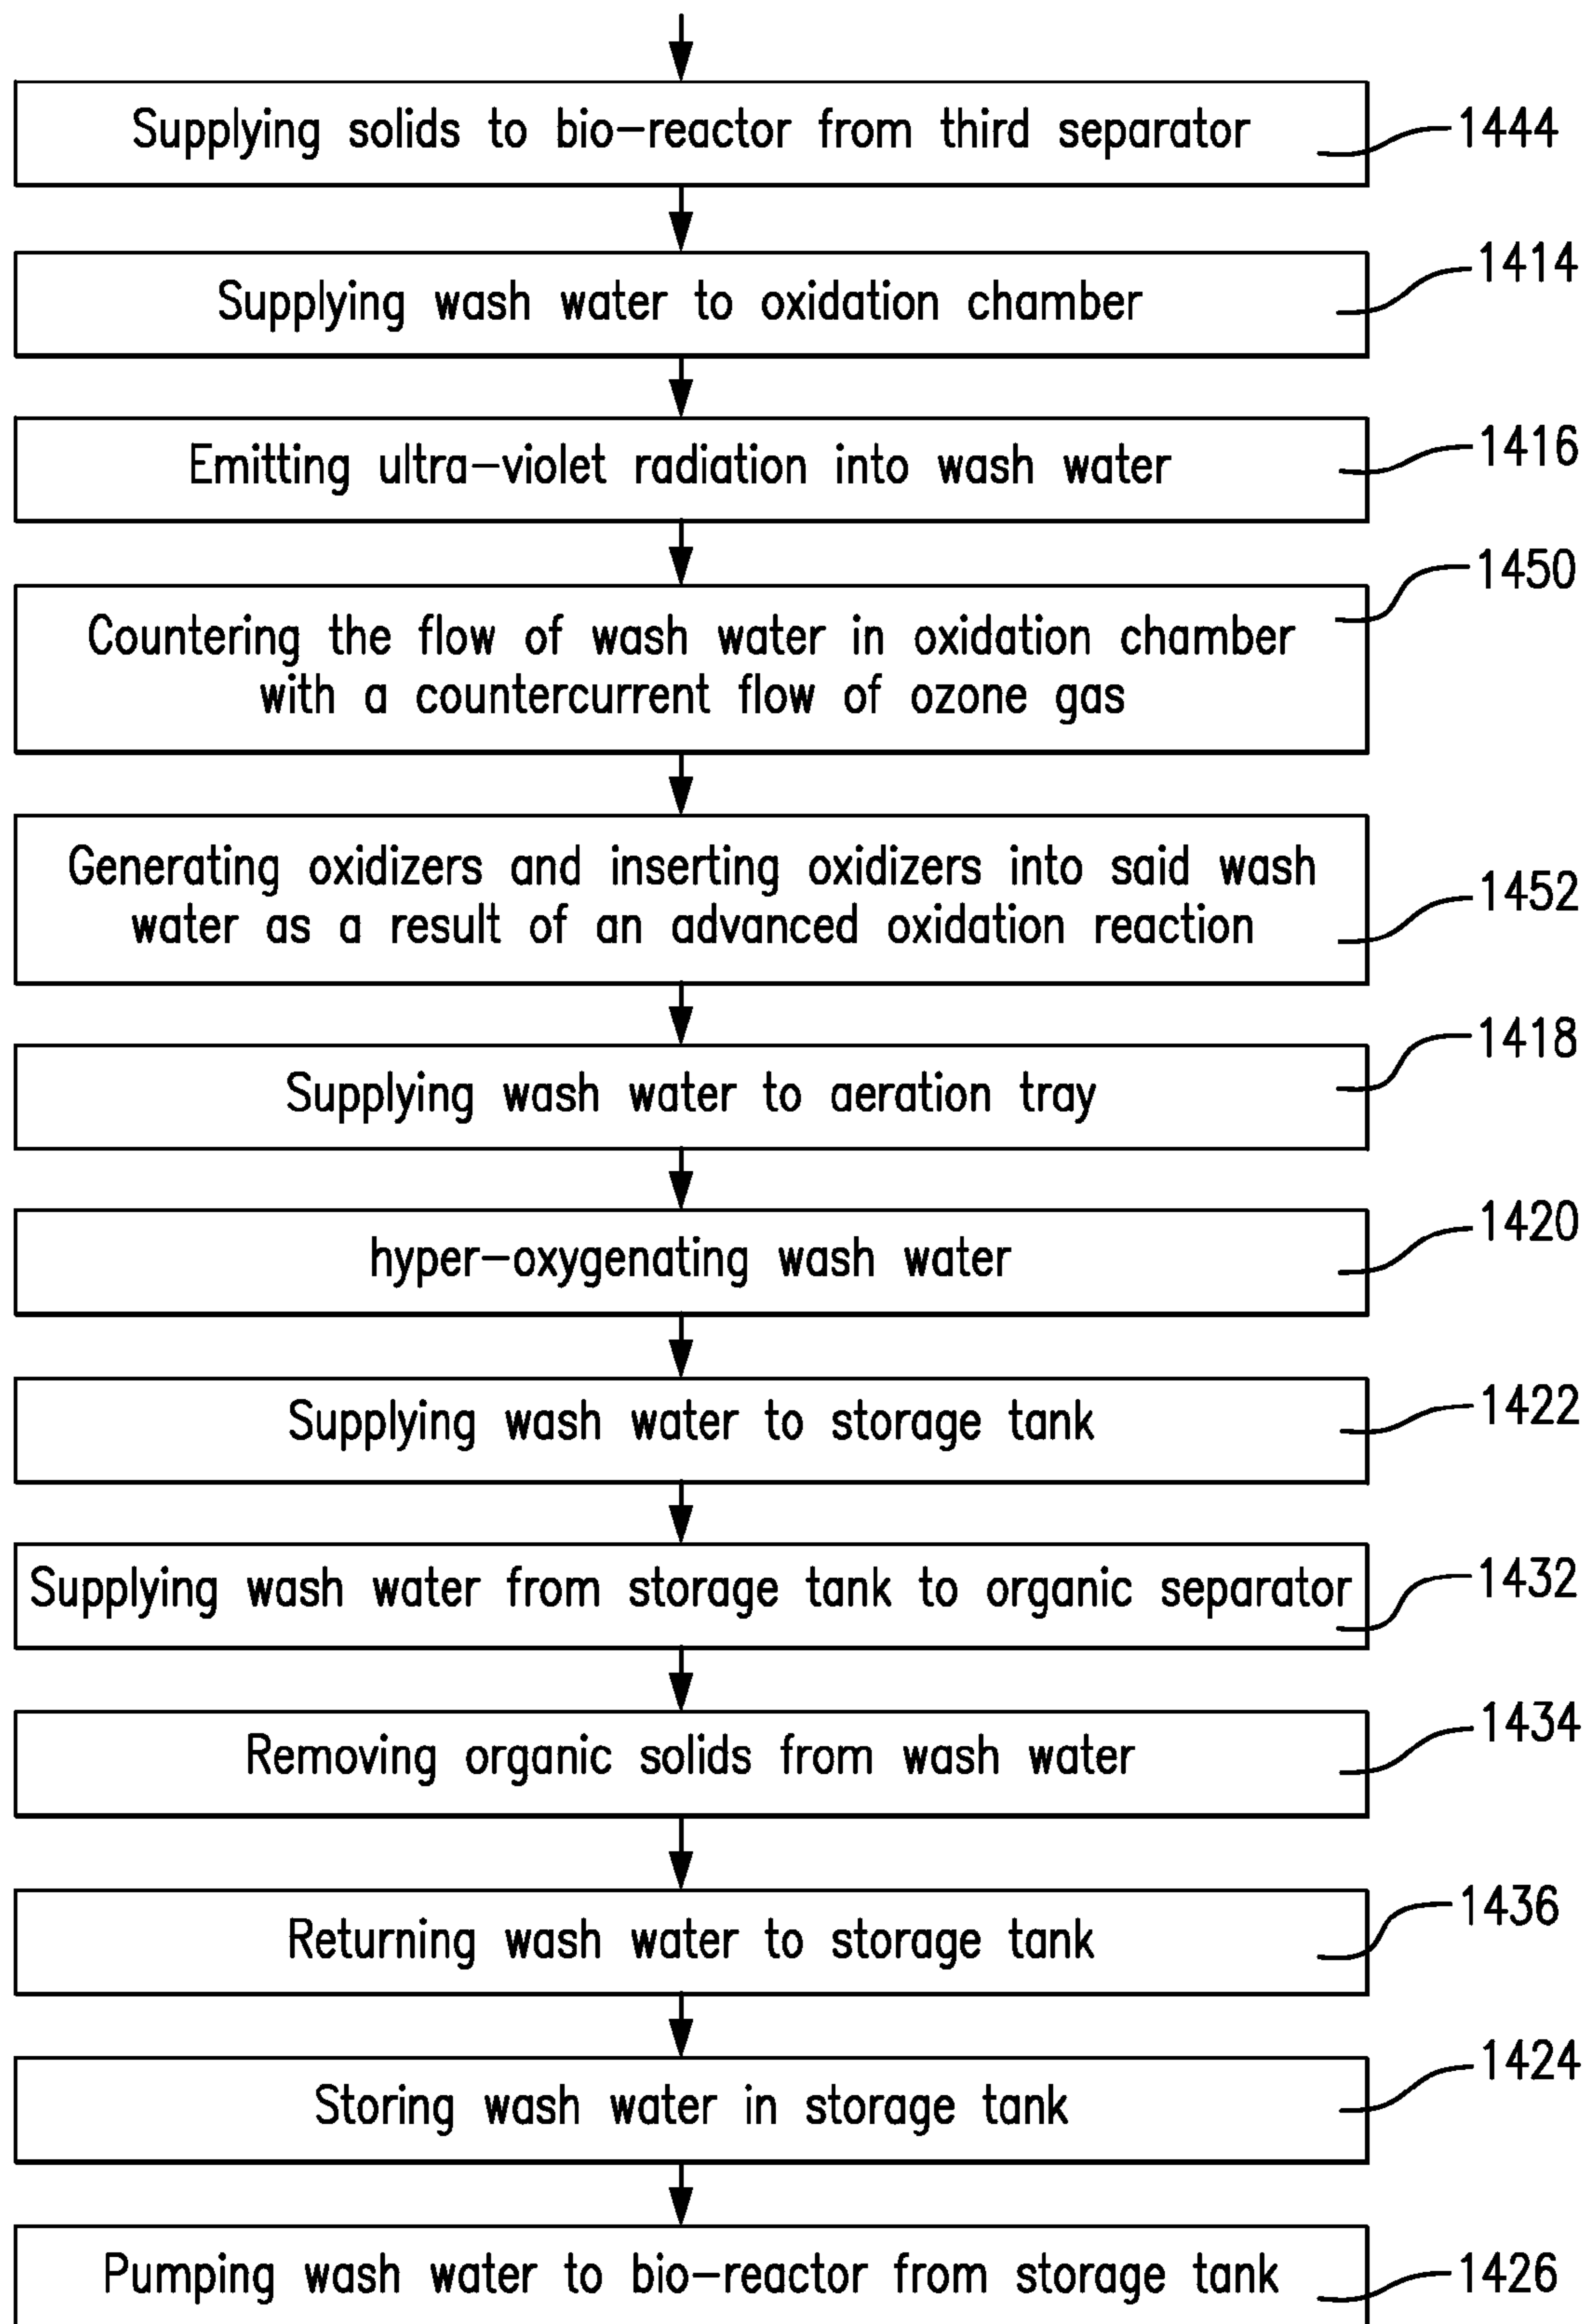 Supplying solids to bio-reactor from third separator
1444
Supplying wash water to oxidation chamber
1414
Emitting ultra-violet radiation into wash water
1416
Countering the flow of wash water in oxidation chamber
with a countercurrent flow of ozone gas
1450
Generating oxidizers and inserting oxidizers into said wash
water as a result of an advanced oxidation reaction
1452
Supplying wash water to aeration tray
1418
hyper-oxygenating wash water
1420
Supplying wash water to storage tank
1422
Supplying wash water from storage tank to organic separator
1432
Removing organic solids from wash water
1434
Returning wash water to storage tank
1436
Storing wash water in storage tank
1424
Pumping wash water to bio-reactor from storage tank
1426